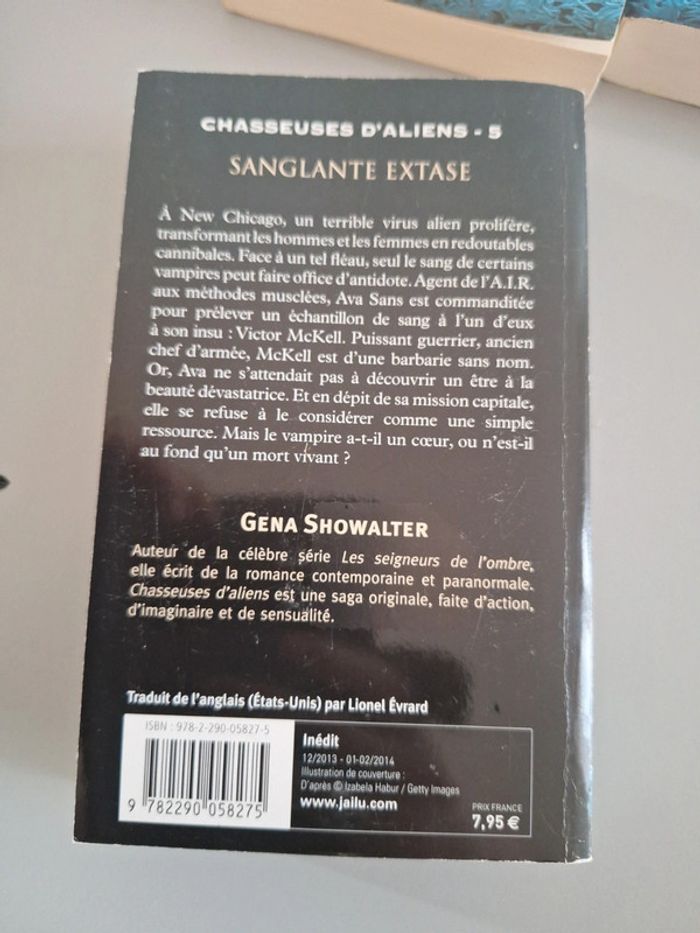 CHASSEUSES D'ALIENS - 5
SANGLANTE EXTASE
À New Chicago, un terrible virus alien prolifère,
transformant les hommes et les femmes en redoutables
cannibales. Face à un tel fléau, seul le sang de certains
vampires peut faire office d'antidote. Agent de l'A.I.R.
aux méthodes musclées, Ava Sans est commanditée
pour prélever un échantillon de sang à l'un d'eux
à son insu : Victor McKell. Puissant guerrier, ancien
chef d'armée, McKell est d'une barbarie sans nom.
Or, Ava ne s'attendait pas à découvrir un être à la
beauté dévastatrice. Et en dépit de sa mission capitale,
elle se refuse à le considérer comme une simple
ressource. Mais le vampire a-t-il un cœur, ou n'est-il
au fond qu'un mort vivant ?
GENA SHOWALTER
Auteur de la célèbre série Les seigneurs de l'ombre,
elle écrit de la romance contemporaine et paranormale.
Chasseuses d'aliens est une saga originale, faite d'action,
d'imaginaire et de sensualité.
Traduit de l'anglais (États-Unis) par Lionel Évrard
ISBN : 978-2-290-05827-5
9 782290 058275
Inédit
12/2013 - 01-02/2014
Illustration de couverture :
D'après © Izabela Habur / Getty Images
www.jailu.com
PRIX FRANCE
7,95 €